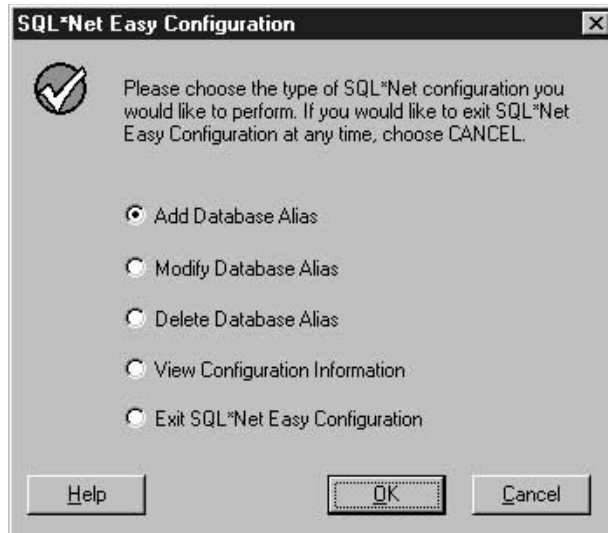 SQL*Net Easy Configuration
Please choose the type of SQL*Net configuration you
would like to perform. If you would like to exit SQL*Net
Easy Configuration at any time, choose CANCEL.
Add Database Alias
Modify Database Alias
Delete Database Alias
View Configuration Information
Exit SQL*Net Easy Configuration
Help
OK
Cancel